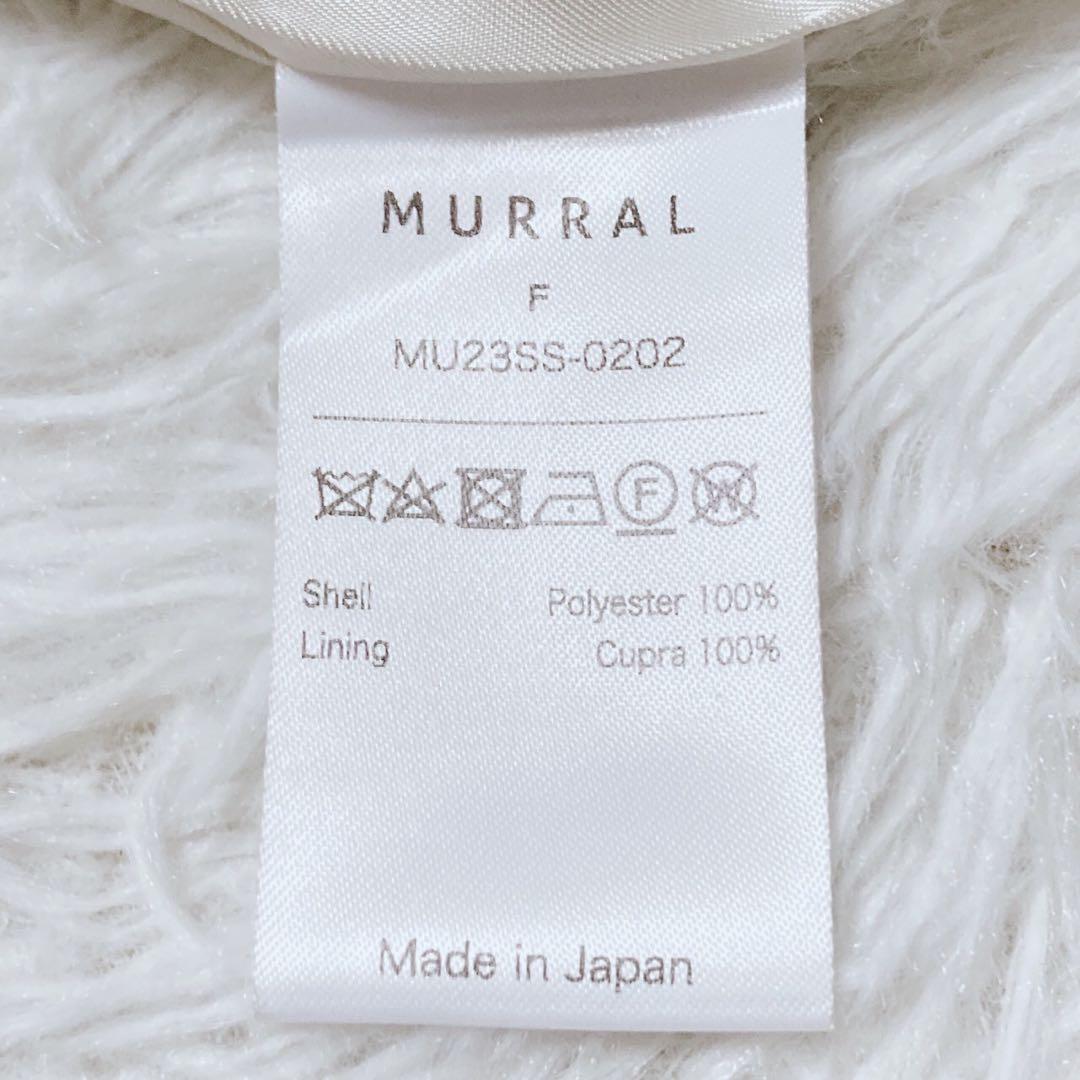 MURRAL
F
MU23SS-0202
F W
Shell Polyester 100%
Lining Cupra 100%
Made in Japan